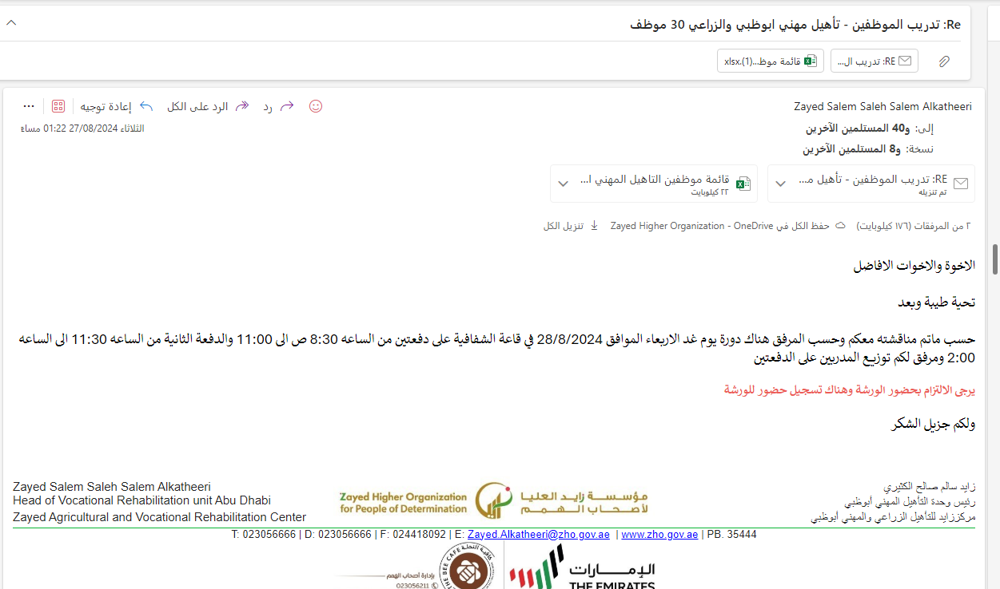 Re: تدريب الموظفين - تأهيل مهني ابوظبي والزراعي 30 موظف
RE: تدريب ال...
قائمة موظ...(1).xlsx
Zayed Salem Saleh Salem Alkatheeri
رد
الرد على الكل
إعادة توجيه
إلى: و40 المستلمين الآخرين
الثلاثاء 27/08/2024 01:22 مساءً
نسخة: و8 المستلمين الآخرين
RE: تدريب الموظفين - تأهيل م...
تم تنزيله
قائمة موظفين التاهيل المهني ا...
٢٢ كيلوبايت
٢ من المرفقات (١٧٦ كيلوبايت)
حفظ الكل في Zayed Higher Organization - OneDrive
تنزيل الكل
الاخوة والاخوات الافاضل
تحية طيبة وبعد
حسب ماتم مناقشته معكم وحسب المرفق هناك دورة يوم غد الاربعاء الموافق 28/8/2024 في قاعة الشفافية على دفعتين من الساعه 8:30 ص الى 11:00 والدفعة الثانية من الساعه 11:30 الى الساعه
2:00 ومرفق لكم توزيع المدربين على الدفعتين
يرجى الالتزام بحضور الورشة وهناك تسجيل حضور للورشة
ولكم جزيل الشكر
Zayed Salem Saleh Salem Alkatheeri
Head of Vocational Rehabilitation unit Abu Dhabi
Zayed Agricultural and Vocational Rehabilitation Center
Zayed Higher Organization
for People of Determination
مؤسسة زايد العليا
لأصحاب الهمم
زايد سالم صالح الكثيري
رئيس وحدة التأهيل المهني أبوظبي
مركززايد للتأهيل الزراعي والمهني أبوظبي
T: 023056666 | D: 023056666 | F: 024418092 | E: Zayed.Alkatheeri@zho.gov.ae | www.zho.gov.ae | PB. 35444
بإدارة أصحاب الهمم
023056211
كافية النحلة
THE BEE CAFE
الإمارات
THE EMIRATES